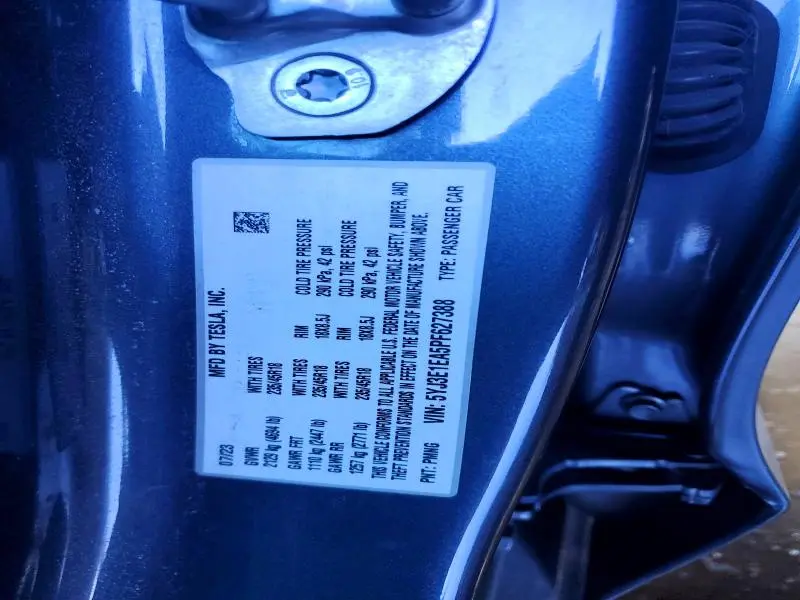 MFD BY TESLA, INC.
07/23
GVWR WITH TIRES RIM COLD TIRE PRESSURE
2129 kg (4694 lb) 235/45R18 18X8.5J 290 kPa, 42 psi
GAWR FRT WITH TIRES RIM COLD TIRE PRESSURE
1110 kg (2447 lb) 235/45R18 18X8.5J 290 kPa, 42 psi
GAWR RR
1257 kg (2771 lb)
THIS VEHICLE CONFORMS TO ALL APPLICABLE U.S. FEDERAL MOTOR VEHICLE SAFETY, BUMPER, AND
THEFT PREVENTION STANDARDS IN EFFECT ON THE DATE OF MANUFACTURE SHOWN ABOVE.
PNT: PMNG VIN: 5YJ3E1EA5PF627388 TYPE: PASSENGER CAR